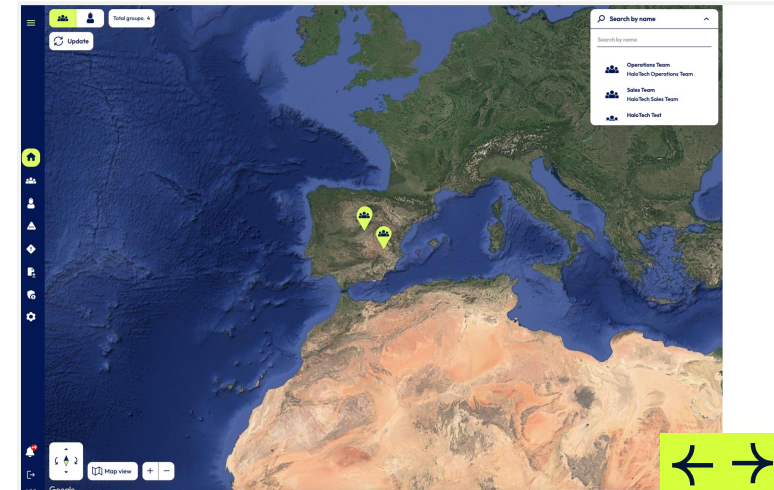 Total groups: 4
Update
Search by name
Search by name
Operations Team
HaloTech Operations Team
Sales Team
HaloTech Sales Team
HaloTech Test
Map view
Google